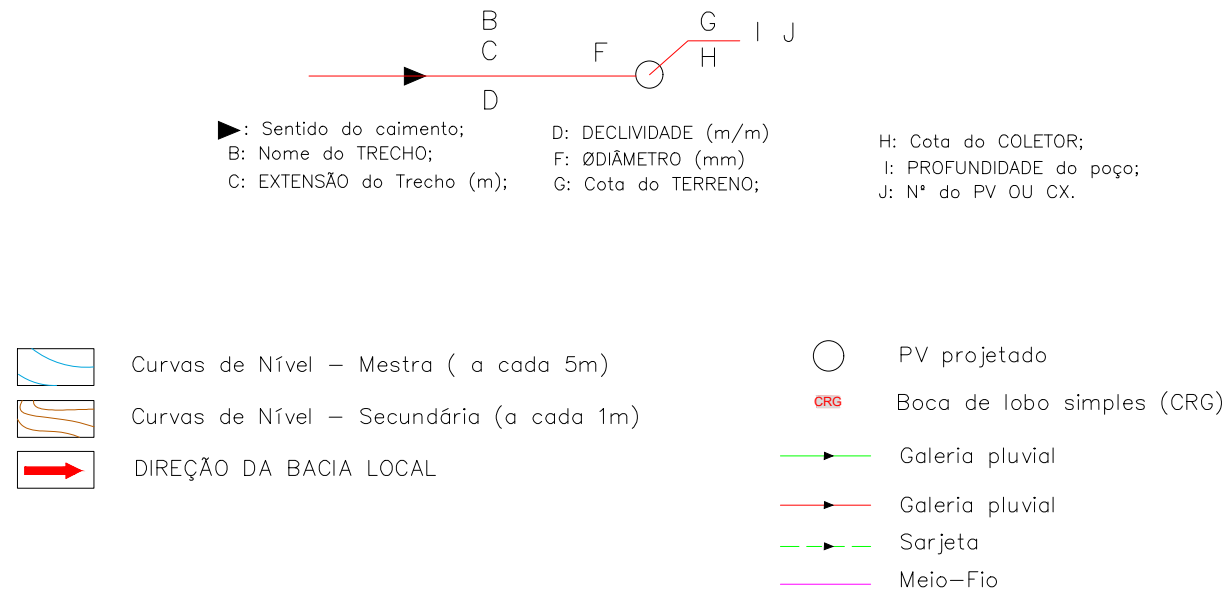 B
C
F
G
H
I J
D
: Sentido do caimento;
B: Nome do TRECHO;
C: EXTENSÃO do Trecho (m);
D: DECLIVIDADE (m/m)
F: ØDIÂMETRO (mm)
G: Cota do TERRENO;
H: Cota do COLETOR;
I: PROFUNDIDADE do poço;
J: Nº do PV OU CX.
Curvas de Nível – Mestra ( a cada 5m)
Curvas de Nível – Secundária (a cada 1m)
DIREÇÃO DA BACIA LOCAL
PV projetado
CRG Boca de lobo simples (CRG)
Galeria pluvial
Galeria pluvial
Sarjeta
Meio–Fio